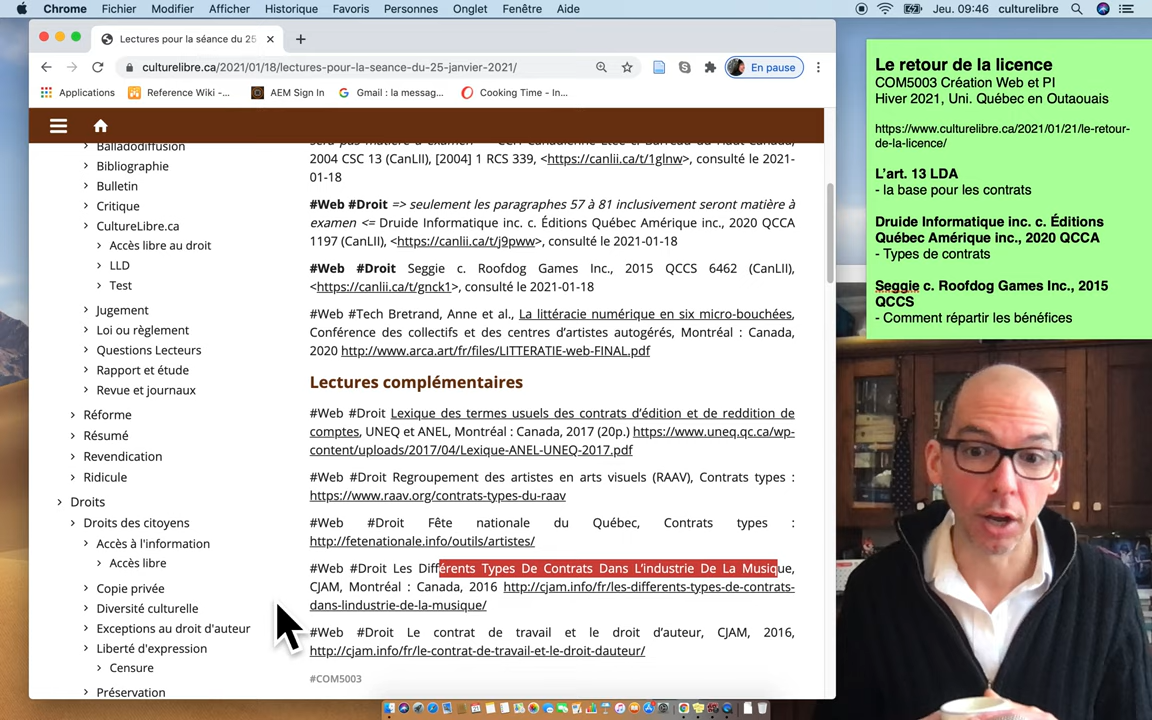 Chrome Fichier Modifier Afficher Historique Favoris Personnes Onglet Fenêtre Aide
Jeu. 09:46 culturelibre
Lectures pour la séance du 25
culturelibre.ca/2021/01/18/lectures-pour-la-seance-du-25-janvier-2021/
En pause
Applications Reference Wiki -... AEM Sign In Gmail : la messag... Cooking Time - In...
Balladodiffusion
Bibliographie
Bulletin
Critique
CultureLibre.ca
Accès libre au droit
LLD
Test
Jugement
Loi ou règlement
Questions Lecteurs
Rapport et étude
Revue et journaux
Réforme
Résumé
Revendication
Ridicule
Droits
Droits des citoyens
Accès à l'information
Accès libre
Copie privée
Diversité culturelle
Exceptions au droit d'auteur
Liberté d'expression
Censure
Préservation
2004 CSC 13 (CanLII), [2004] 1 RCS 339, <https://canlii.ca/t/1glnw>, consulté le 2021-
01-18
#Web #Droit => seulement les paragraphes 57 à 81 inclusivement seront matière à
examen <= Druide Informatique inc. c. Éditions Québec Amérique inc., 2020 QCCA
1197 (CanLII), <https://canlii.ca/t/j9pww>, consulté le 2021-01-18
#Web #Droit Seggie c. Roofdog Games Inc., 2015 QCCS 6462 (CanLII),
<https://canlii.ca/t/gnck1>, consulté le 2021-01-18
#Web #Tech Bretrand, Anne et al., La littéracie numérique en six micro-bouchées,
Conférence des collectifs et des centres d'artistes autogérés, Montréal : Canada,
2020 http://www.arca.art/fr/files/LITTERATIE-web-FINAL.pdf
Lectures complémentaires
#Web #Droit Lexique des termes usuels des contrats d'édition et de reddition de
comptes, UNEQ et ANEL, Montréal : Canada, 2017 (20p.) https://www.uneq.qc.ca/wp-
content/uploads/2017/04/Lexique-ANEL-UNEQ-2017.pdf
#Web #Droit Regroupement des artistes en arts visuels (RAAV), Contrats types :
https://www.raav.org/contrats-types-du-raav
#Web #Droit Fête nationale du Québec, Contrats types :
http://fetenationale.info/outils/artistes/
#Web #Droit Les Différents Types De Contrats Dans L'industrie De La Musique,
CJAM, Montréal : Canada, 2016 http://cjam.info/fr/les-differents-types-de-contrats-
dans-lindustrie-de-la-musique/
#Web #Droit Le contrat de travail et le droit d'auteur, CJAM, 2016,
http://cjam.info/fr/le-contrat-de-travail-et-le-droit-dauteur/
#COM5003
Le retour de la licence
COM5003 Création Web et PI
Hiver 2021, Uni. Québec en Outaouais
https://www.culturelibre.ca/2021/01/21/le-retour-
de-la-licence/
L'art. 13 LDA
- la base pour les contrats
Druide Informatique inc. c. Éditions
Québec Amérique inc., 2020 QCCA
- Types de contrats
Seggie c. Roofdog Games Inc., 2015
QCCS
- Comment répartir les bénéfices